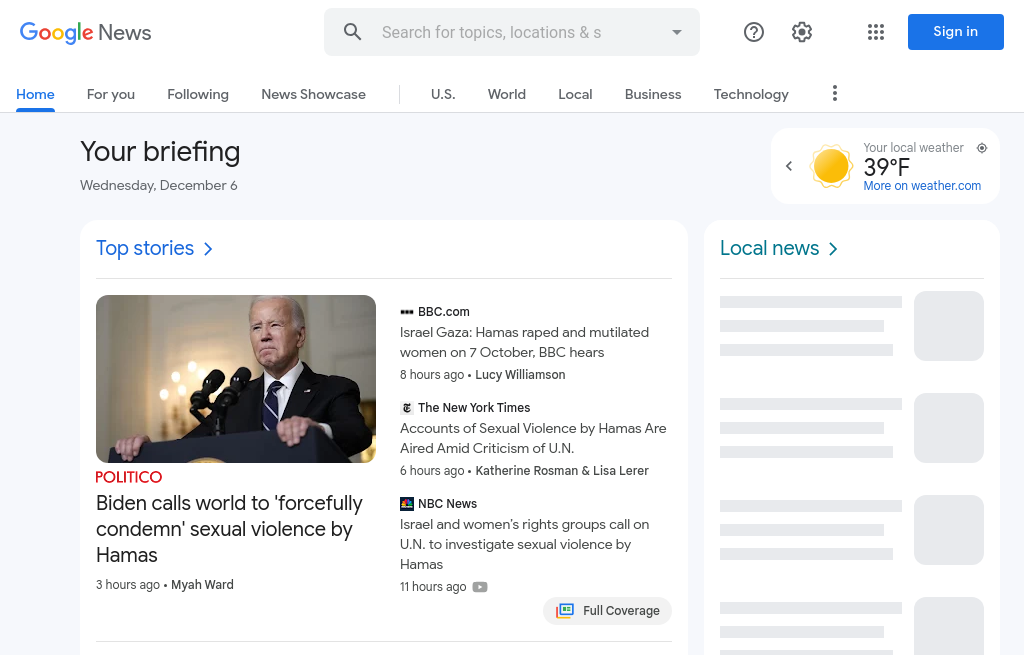 Google News
Search for topics, locations & s
Sign in
Home
For you
Following
News Showcase
U.S.
World
Local
Business
Technology
Your briefing
Wednesday, December 6
Your local weather
39°F
More on weather.com
Top stories
POLITICO
Biden calls world to 'forcefully
condemn' sexual violence by
Hamas
3 hours ago • Myah Ward
BBC.com
Israel Gaza: Hamas raped and mutilated
women on 7 October, BBC hears
8 hours ago • Lucy Williamson
The New York Times
Accounts of Sexual Violence by Hamas Are
Aired Amid Criticism of U.N.
6 hours ago • Katherine Rosman & Lisa Lerer
NBC News
Israel and women’s rights groups call on
U.N. to investigate sexual violence by
Hamas
11 hours ago
Full Coverage
Local news